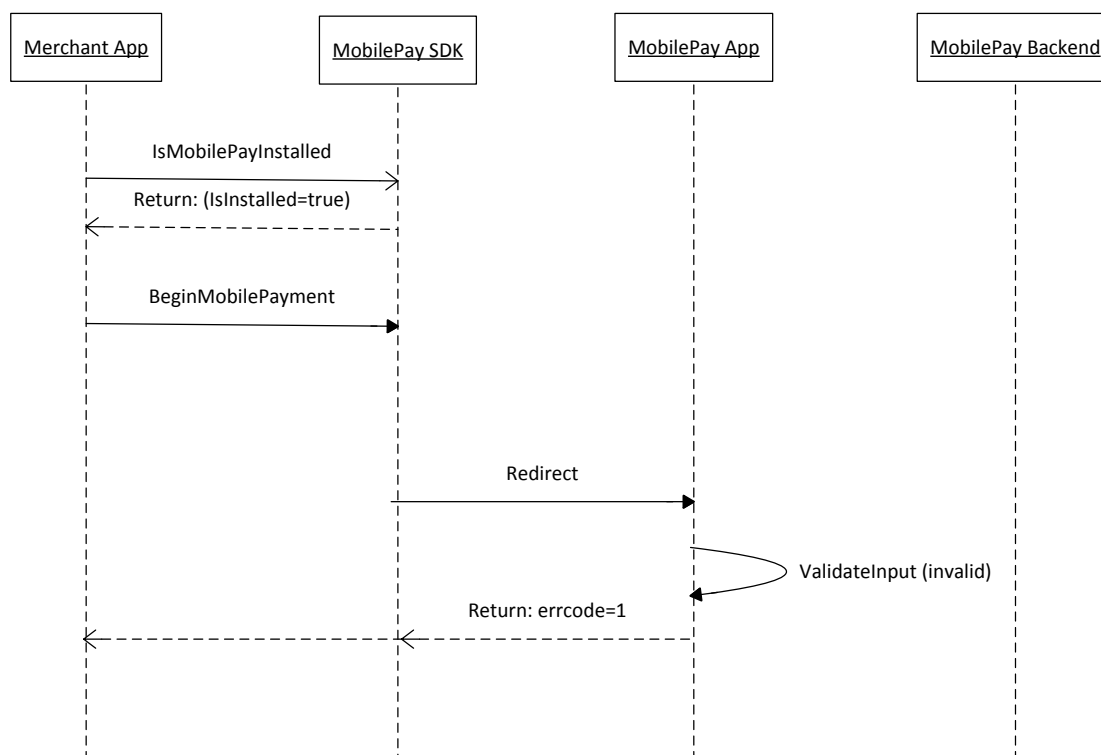 Merchant App
MobilePay SDK
MobilePay App
MobilePay Backend
IsMobilePayInstalled
Return: (IsInstalled=true)
BeginMobilePayment
Redirect
ValidateInput (invalid)
Return: errcode=1